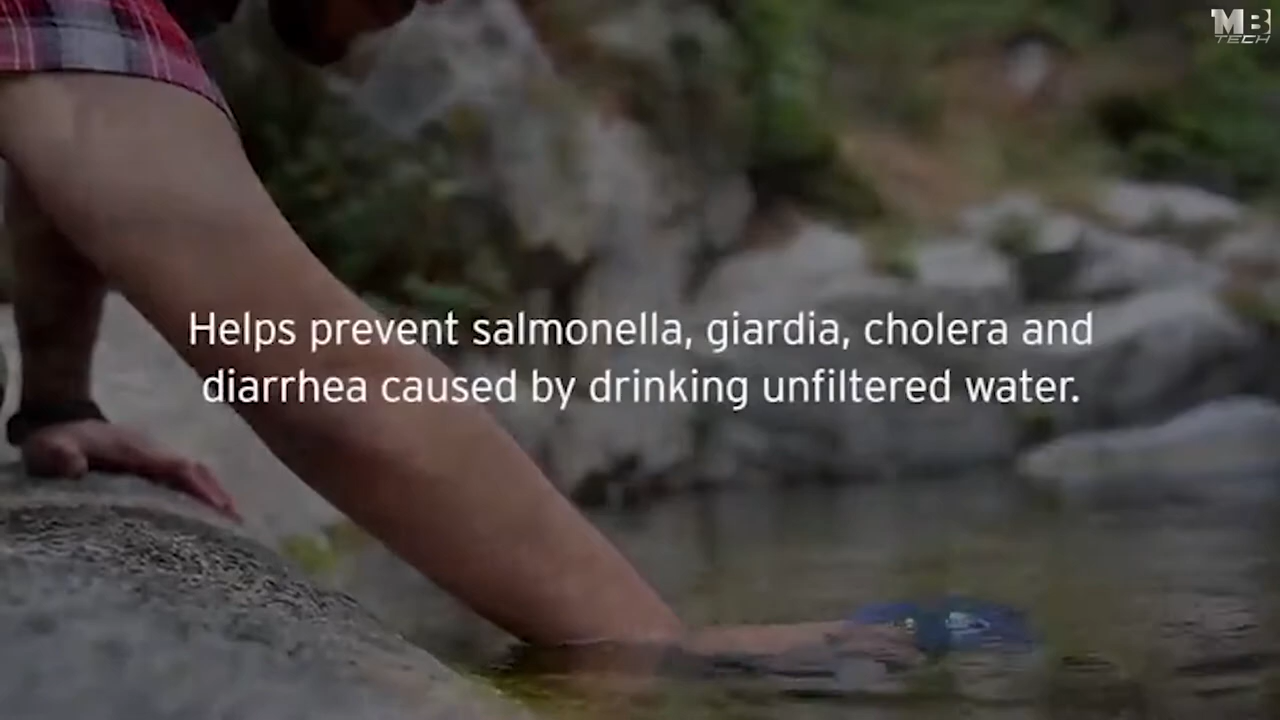 MB
TECH
Helps prevent salmonella, giardia, cholera and
diarrhea caused by drinking unfiltered water.